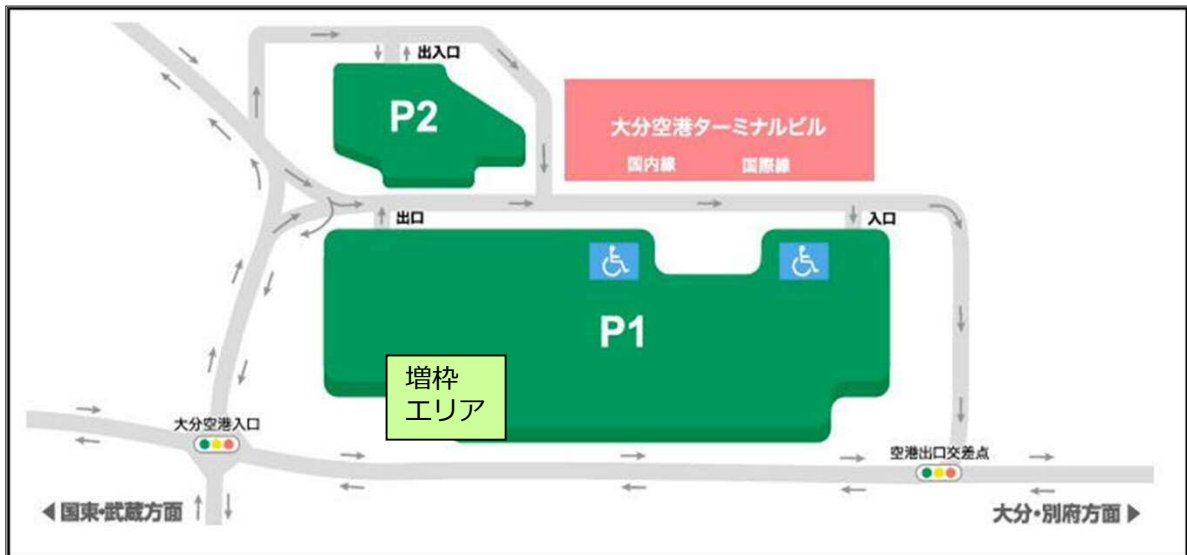 出入口
P2
大分空港ターミナルビル
国内線 国際線
出口
入口
P1
増枠
エリア
大分空港入口
空港出口交差点
◀国東・武蔵方面
大分・別府方面▶